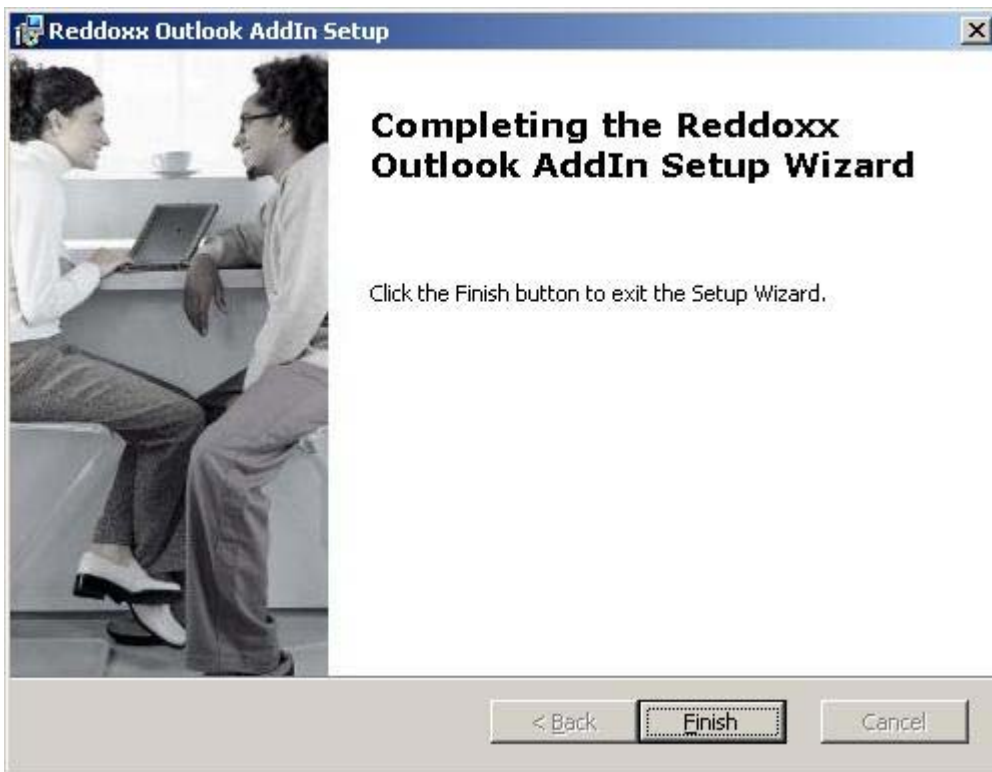 Reddoxx Outlook AddIn Setup
Completing the Reddoxx
Outlook AddIn Setup Wizard
Click the Finish button to exit the Setup Wizard.
< Back
Finish
Cancel